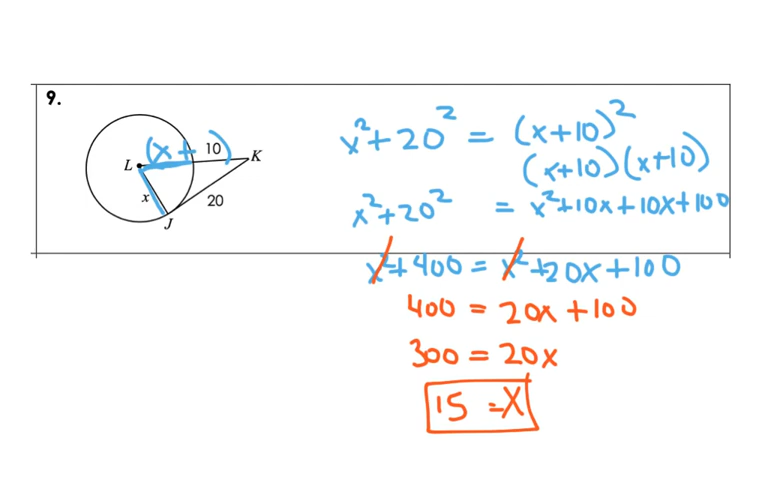 9.
(x + 10)
L
K
x
20
J
x² + 20² = (x+10)²
(x+10)(x+10)
x² + 20² = x² + 10x + 10x + 100
x² + 400 = x² + 20x + 100
400 = 20x + 100
300 = 20x
15 = x